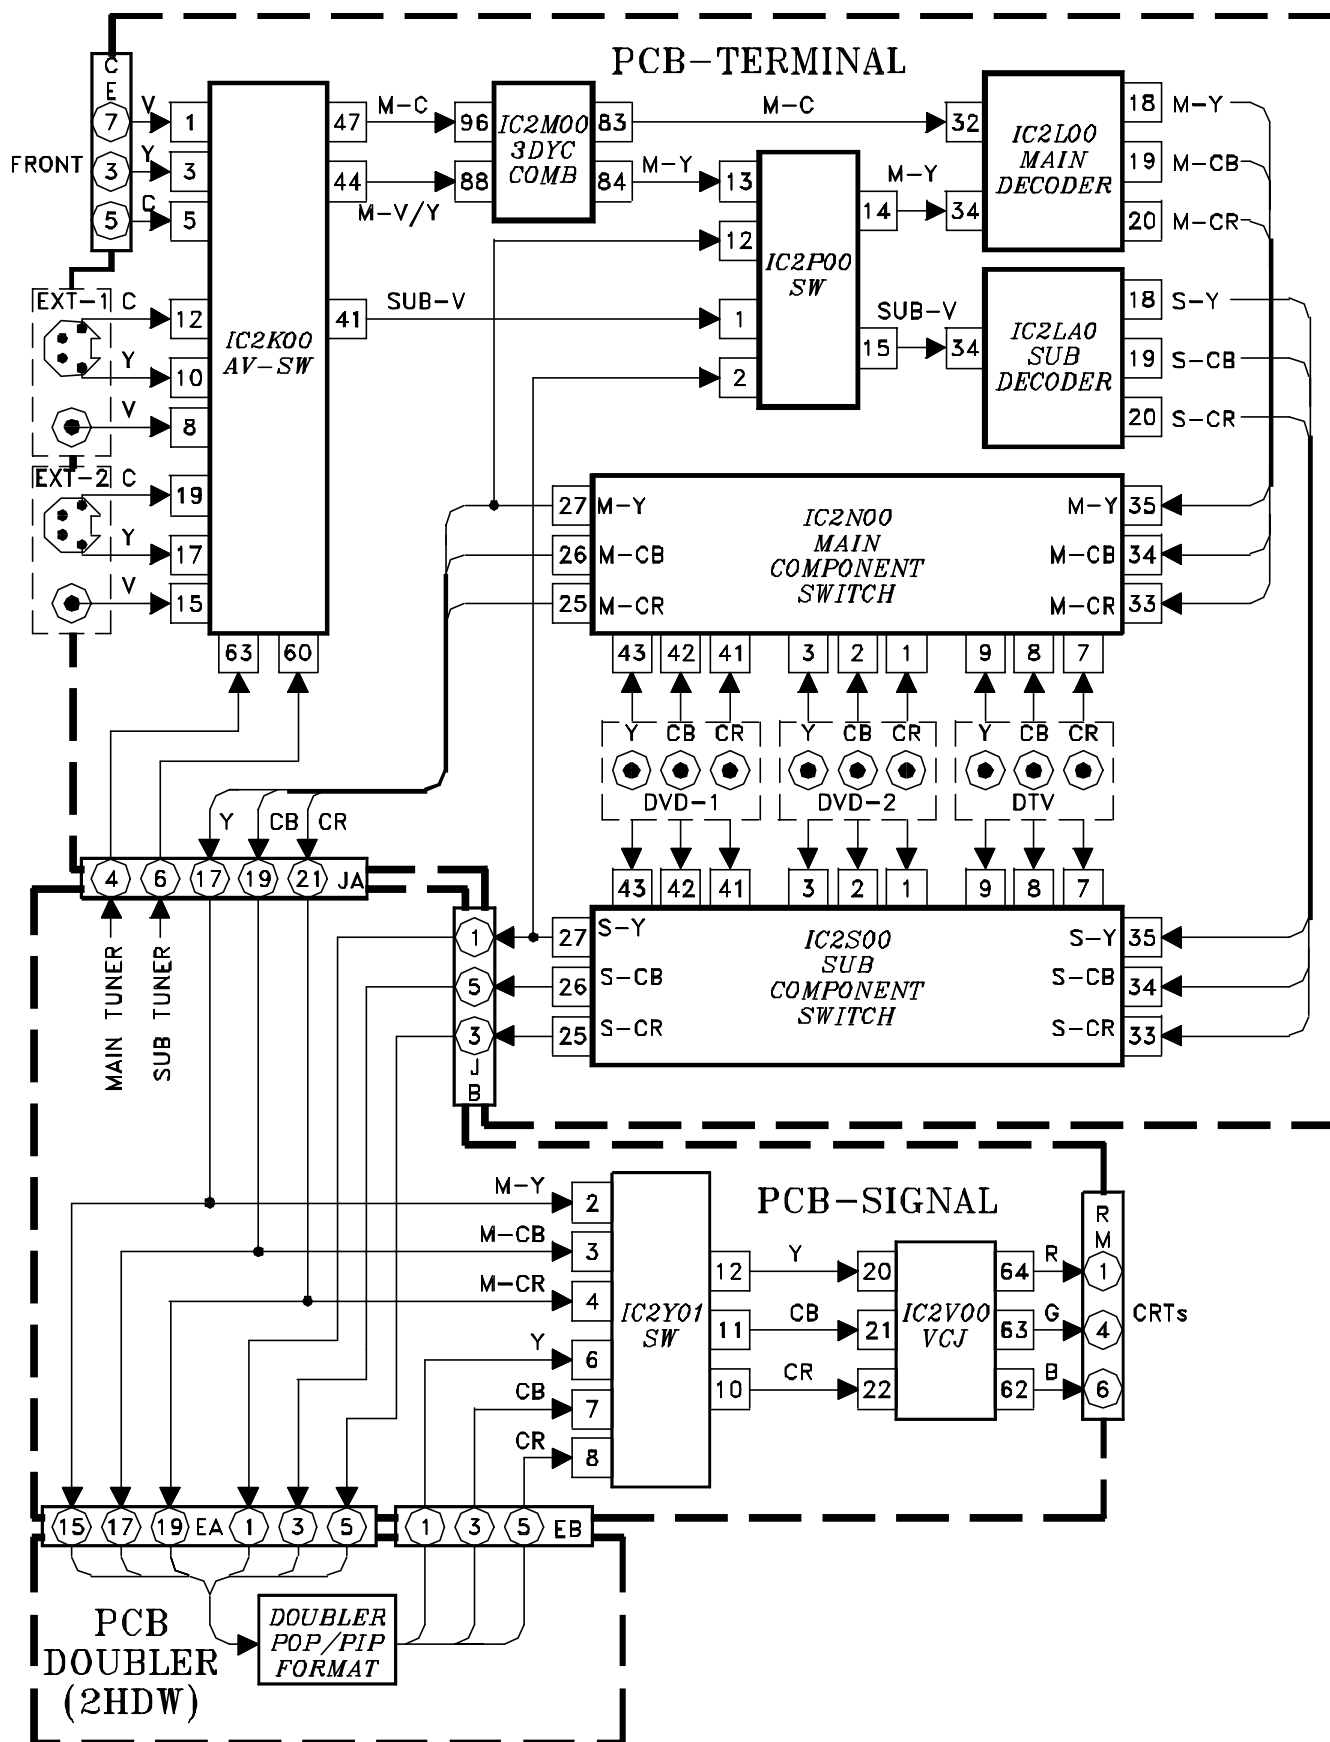 PCB-TERMINAL
C
E
7 V 1
FRONT 3 Y 3
5 C 5
EXT-1 C 12
Y 10
V 8
EXT-2 C 19
Y 17
V 15
IC2K00
AV-SW
47 M-C 96
44 M-V/Y 88
41 SUB-V
63 60
IC2M00
3DYC
COMB
83 M-C 32
84 M-Y 13
12
1
2
IC2P00
SW
14 M-Y 34
15 SUB-V 34
IC2L00
MAIN
DECODER
18 M-Y
19 M-CB
20 M-CR
IC2LA0
SUB
DECODER
18 S-Y
19 S-CB
20 S-CR
27 M-Y
26 M-CB
25 M-CR
IC2N00
MAIN
COMPONENT
SWITCH
M-Y 35
M-CB 34
M-CR 33
43 42 41 3 2 1 9 8 7
Y CB CR Y CB CR Y CB CR
DVD-1 DVD-2 DTV
43 42 41 3 2 1 9 8 7
Y CB CR
4 6 17 19 21 JA
MAIN TUNER
SUB TUNER
1
5
3
J
B
27 S-Y
26 S-CB
25 S-CR
IC2S00
SUB
COMPONENT
SWITCH
S-Y 35
S-CB 34
S-CR 33
PCB-SIGNAL
M-Y 2
M-CB 3
M-CR 4
Y 6
CB 7
CR 8
IC2Y01
SW
12 Y 20
11 CB 21
10 CR 22
IC2V00
VCJ
64 R
63 G
62 B
R
M
1
4
6
CRTs
15 17 19 EA 1 3 5
1 3 5 EB
PCB
DOUBLER
(2HDW)
DOUBLER
POP/PIP
FORMAT